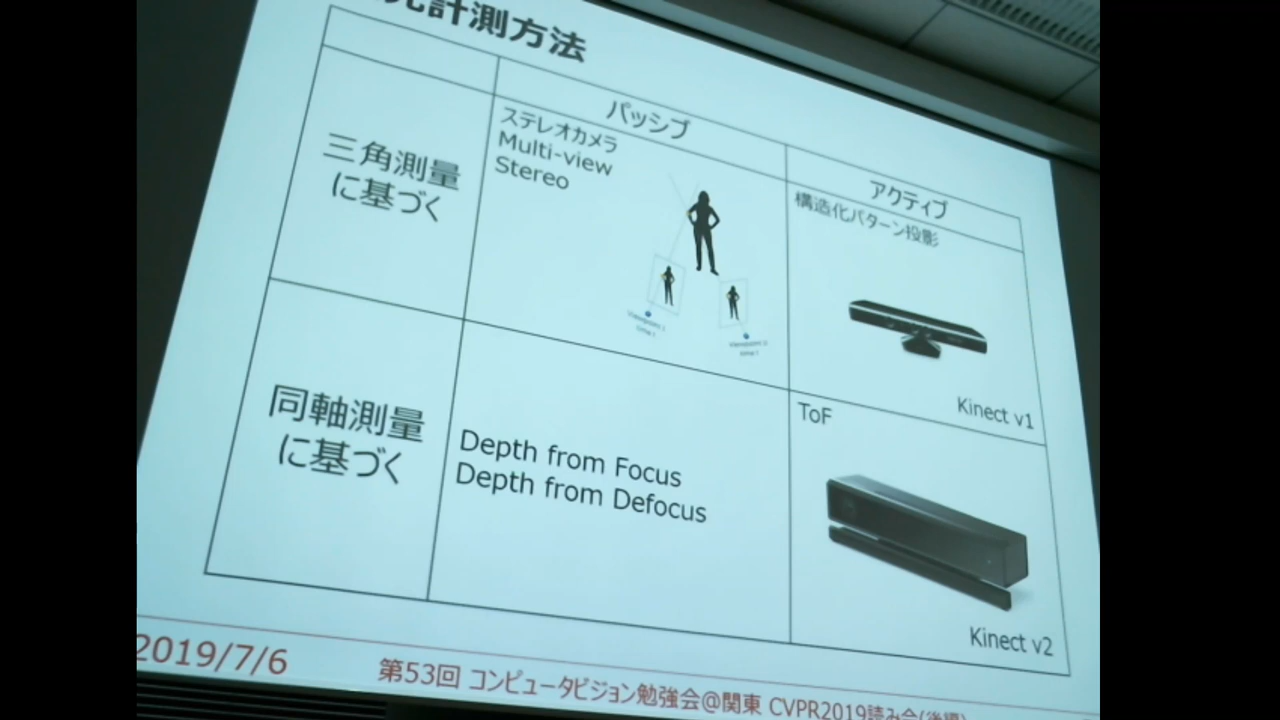 元計測方法
パッシブ
アクティブ
三角測量
に基づく
ステレオカメラ
Multi-view
Stereo
構造化パターン投影
Kinect v1
同軸測量
に基づく
Depth from Focus
Depth from Defocus
ToF
Kinect v2
2019/7/6
第53回 コンピュータビジョン勉強会@関東 CVPR2019読み会(後編)